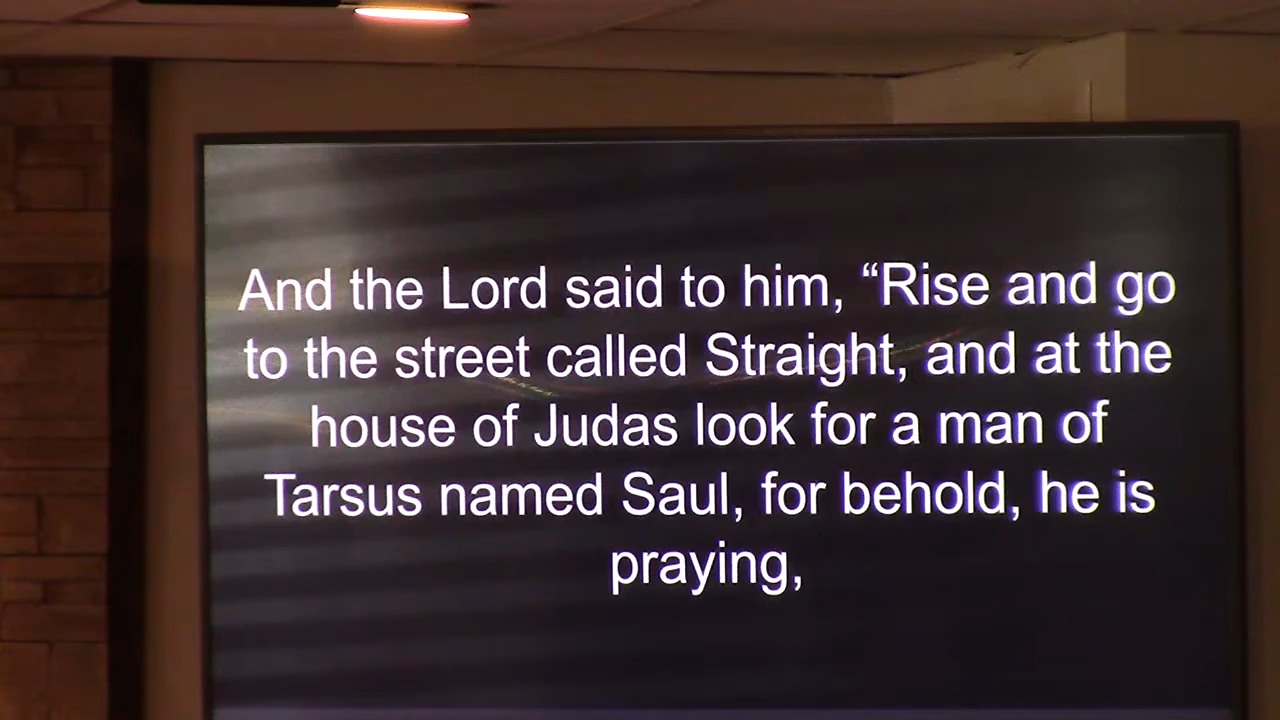 And the Lord said to him, “Rise and go
to the street called Straight, and at the
house of Judas look for a man of
Tarsus named Saul, for behold, he is
praying,